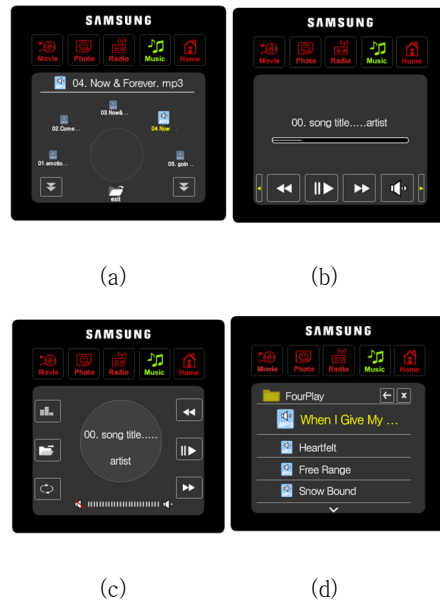 SAMSUNG
Movie Photo Radio Music Home
04. Now & Forever. mp3
03.Now& ..
02.Come...
04.Now .
01.emotio...
05. goin ..
exit
(a)
SAMSUNG
Movie Photo Radio Music Home
00. song title.....artist
(b)
SAMSUNG
Movie Photo Radio Music Home
00. song title.....
artist
(c)
SAMSUNG
Movie Photo Radio Music Home
FourPlay
x
When I Give My ...
Heartfelt
Free Range
Snow Bound
(d)